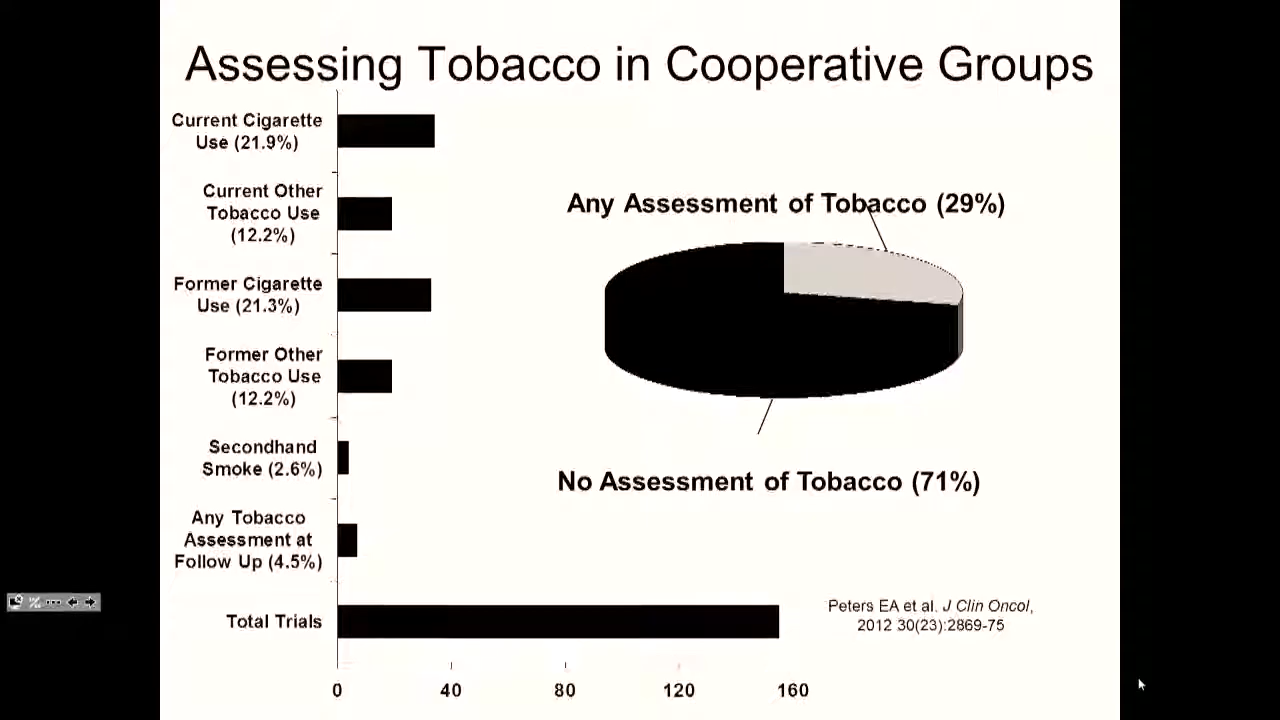 Assessing Tobacco in Cooperative Groups
Current Cigarette
Use (21.9%)
Current Other
Tobacco Use
(12.2%)
Former Cigarette
Use (21.3%)
Former Other
Tobacco Use
(12.2%)
Secondhand
Smoke (2.6%)
Any Tobacco
Assessment at
Follow Up (4.5%)
Total Trials
0 40 80 120 160
Any Assessment of Tobacco (29%)
No Assessment of Tobacco (71%)
Peters EA et al. J Clin Oncol,
2012 30(23):2869-75